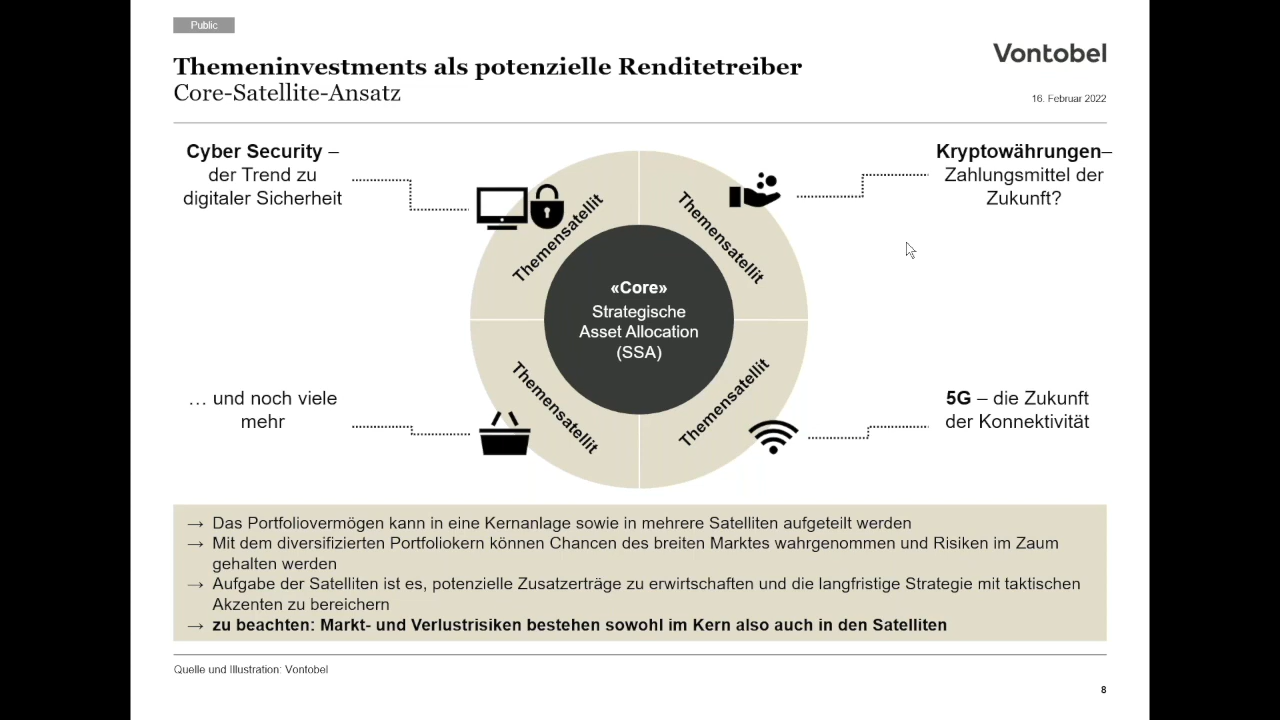 Public
Vontobel
Themeninvestments als potenzielle Renditetreiber
Core-Satellite-Ansatz
16. Februar 2022
Cyber Security –
der Trend zu
digitaler Sicherheit
Kryptowährungen–
Zahlungsmittel der
Zukunft?
Themensatellit
Themensatellit
«Core»
Strategische
Asset Allocation
(SSA)
Themensatellit
Themensatellit
… und noch viele
mehr
5G – die Zukunft
der Konnektivität
→ Das Portfoliovermögen kann in eine Kernanlage sowie in mehrere Satelliten aufgeteilt werden
→ Mit dem diversifizierten Portfoliokern können Chancen des breiten Marktes wahrgenommen und Risiken im Zaum
gehalten werden
→ Aufgabe der Satelliten ist es, potenzielle Zusatzerträge zu erwirtschaften und die langfristige Strategie mit taktischen
Akzenten zu bereichern
→ zu beachten: Markt- und Verlustrisiken bestehen sowohl im Kern also auch in den Satelliten
Quelle und Illustration: Vontobel
8